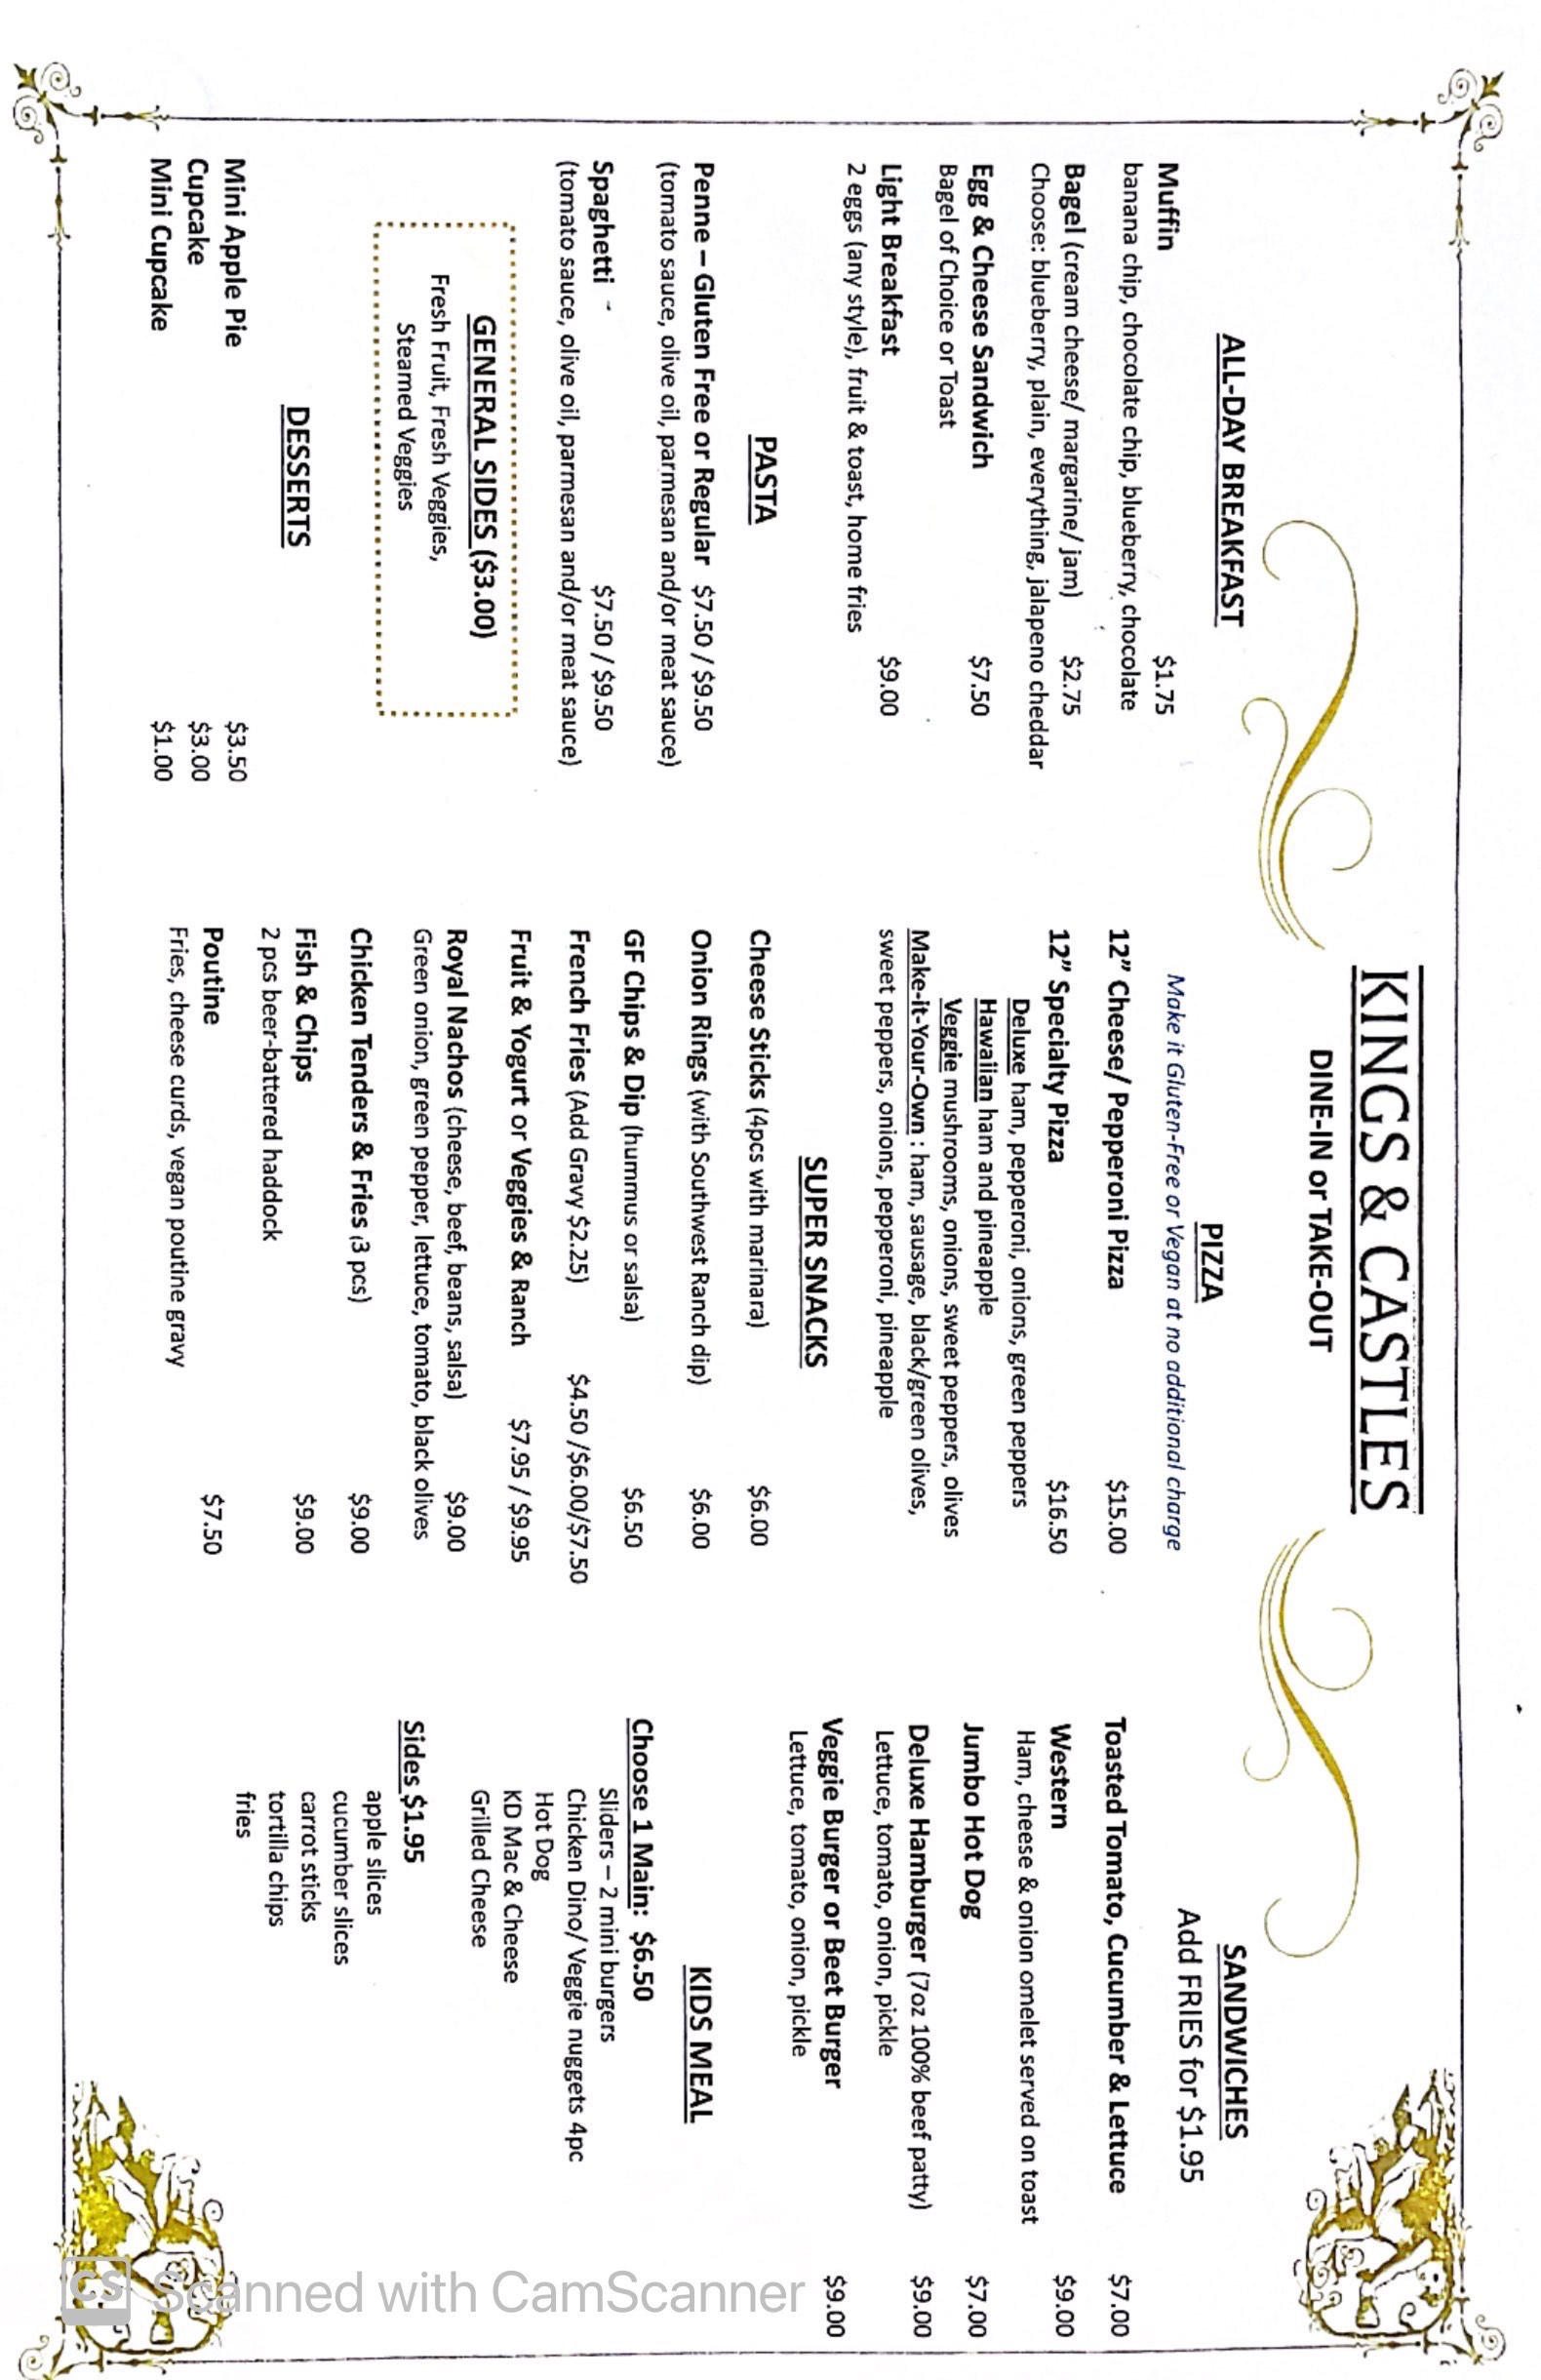 KINGS & CASTLES
DINE-IN or TAKE-OUT
ALL-DAY BREAKFAST
Muffin $1.75
banana chip, chocolate chip, blueberry, chocolate
Bagel (cream cheese/ margarine/ jam) $2.75
Choose: blueberry, plain, everything, jalapeno cheddar
Egg & Cheese Sandwich $7.50
Bagel of Choice or Toast
Light Breakfast $9.00
2 eggs (any style), fruit & toast, home fries
PASTA
Penne – Gluten Free or Regular $7.50 / $9.50
(tomato sauce, olive oil, parmesan and/or meat sauce)
Spaghetti - $7.50 / $9.50
(tomato sauce, olive oil, parmesan and/or meat sauce)
GENERAL SIDES ($3.00)
Fresh Fruit, Fresh Veggies,
Steamed Veggies
DESSERTS
Mini Apple Pie $3.50
Cupcake $3.00
Mini Cupcake $1.00
PIZZA
Make it Gluten-Free or Vegan at no additional charge
12” Cheese/ Pepperoni Pizza $15.00
12” Specialty Pizza $16.50
Deluxe ham, pepperoni, onions, green peppers
Hawaiian ham and pineapple
Veggie mushrooms, onions, sweet peppers, olives
Make-it-Your-Own : ham, sausage, black/green olives,
sweet peppers, onions, pepperoni, pineapple
SUPER SNACKS
Cheese Sticks (4pcs with marinara) $6.00
Onion Rings (with Southwest Ranch dip) $6.00
GF Chips & Dip (hummus or salsa) $6.50
French Fries (Add Gravy $2.25) $4.50 /$6.00/$7.50
Fruit & Yogurt or Veggies & Ranch $7.95 / $9.95
Royal Nachos (cheese, beef, beans, salsa) $9.00
Green onion, green pepper, lettuce, tomato, black olives
Chicken Tenders & Fries (3 pcs) $9.00
Fish & Chips $9.00
2 pcs beer-battered haddock
Poutine $7.50
Fries, cheese curds, vegan poutine gravy
SANDWICHES
Add FRIES for $1.95
Toasted Tomato, Cucumber & Lettuce $7.00
Western $9.00
Ham, cheese & onion omelet served on toast
Jumbo Hot Dog $7.00
Deluxe Hamburger (7oz 100% beef patty) $9.00
Lettuce, tomato, onion, pickle
Veggie Burger or Beet Burger $9.00
Lettuce, tomato, onion, pickle
KIDS MEAL
Choose 1 Main: $6.50
Sliders – 2 mini burgers
Chicken Dino/ Veggie nuggets 4pc
Hot Dog
KD Mac & Cheese
Grilled Cheese
Sides $1.95
apple slices
cucumber slices
carrot sticks
tortilla chips
fries
CS Scanned with CamScanner